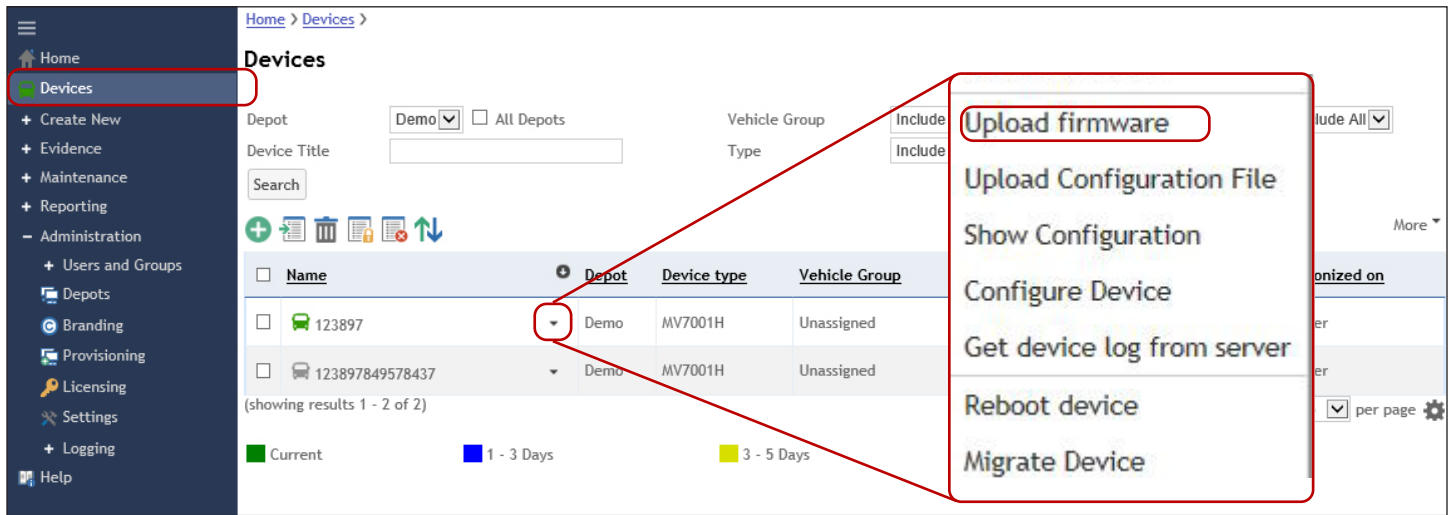 Home > Devices >
Home
Devices
+ Create New
+ Evidence
+ Maintenance
+ Reporting
− Administration
+ Users and Groups
Depots
Branding
Provisioning
Licensing
Settings
+ Logging
Help
Devices
Depot Demo All Depots Vehicle Group Include lude All
Device Title Type Include
Search
More
Name Depot Device type Vehicle Group onized on
123897 Demo MV7001H Unassigned er
123897849578437 Demo MV7001H Unassigned er
(showing results 1 - 2 of 2) per page
Current 1 - 3 Days 3 - 5 Days
Upload firmware
Upload Configuration File
Show Configuration
Configure Device
Get device log from server
Reboot device
Migrate Device